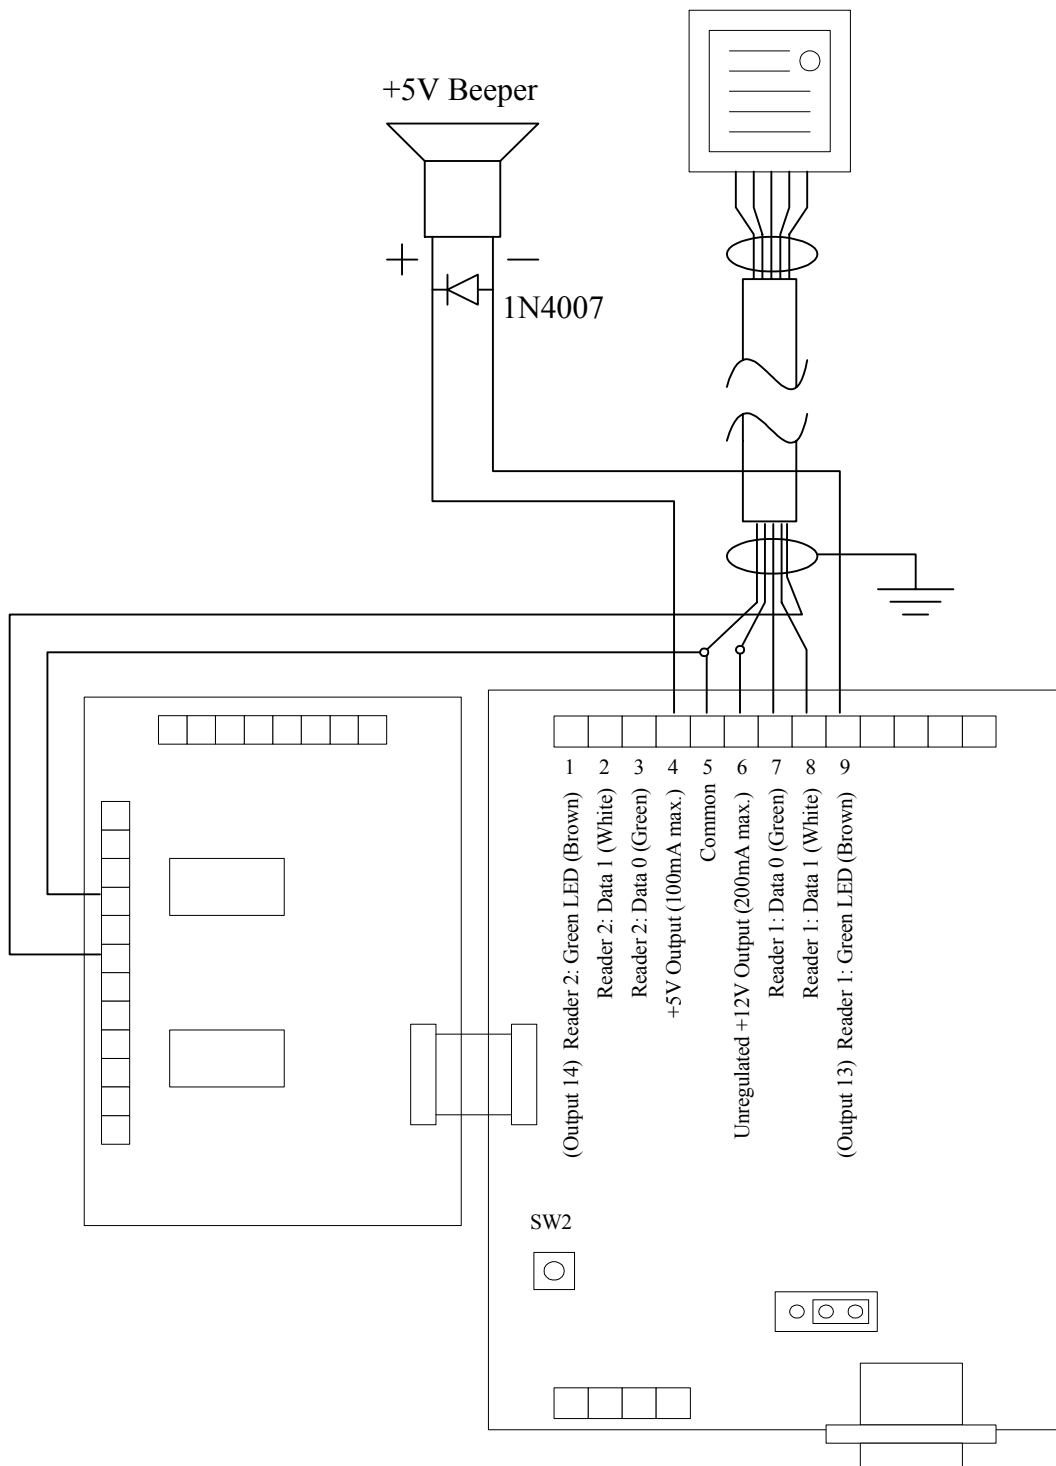 +5V Beeper
+ −
1N4007
1 2 3 4 5 6 7 8 9
(Output 14) Reader 2: Green LED (Brown)
Reader 2: Data 1 (White)
Reader 2: Data 0 (Green)
+5V Output (100mA max.)
Common
Unregulated +12V Output (200mA max.)
Reader 1: Data 0 (Green)
Reader 1: Data 1 (White)
(Output 13) Reader 1: Green LED (Brown)
SW2